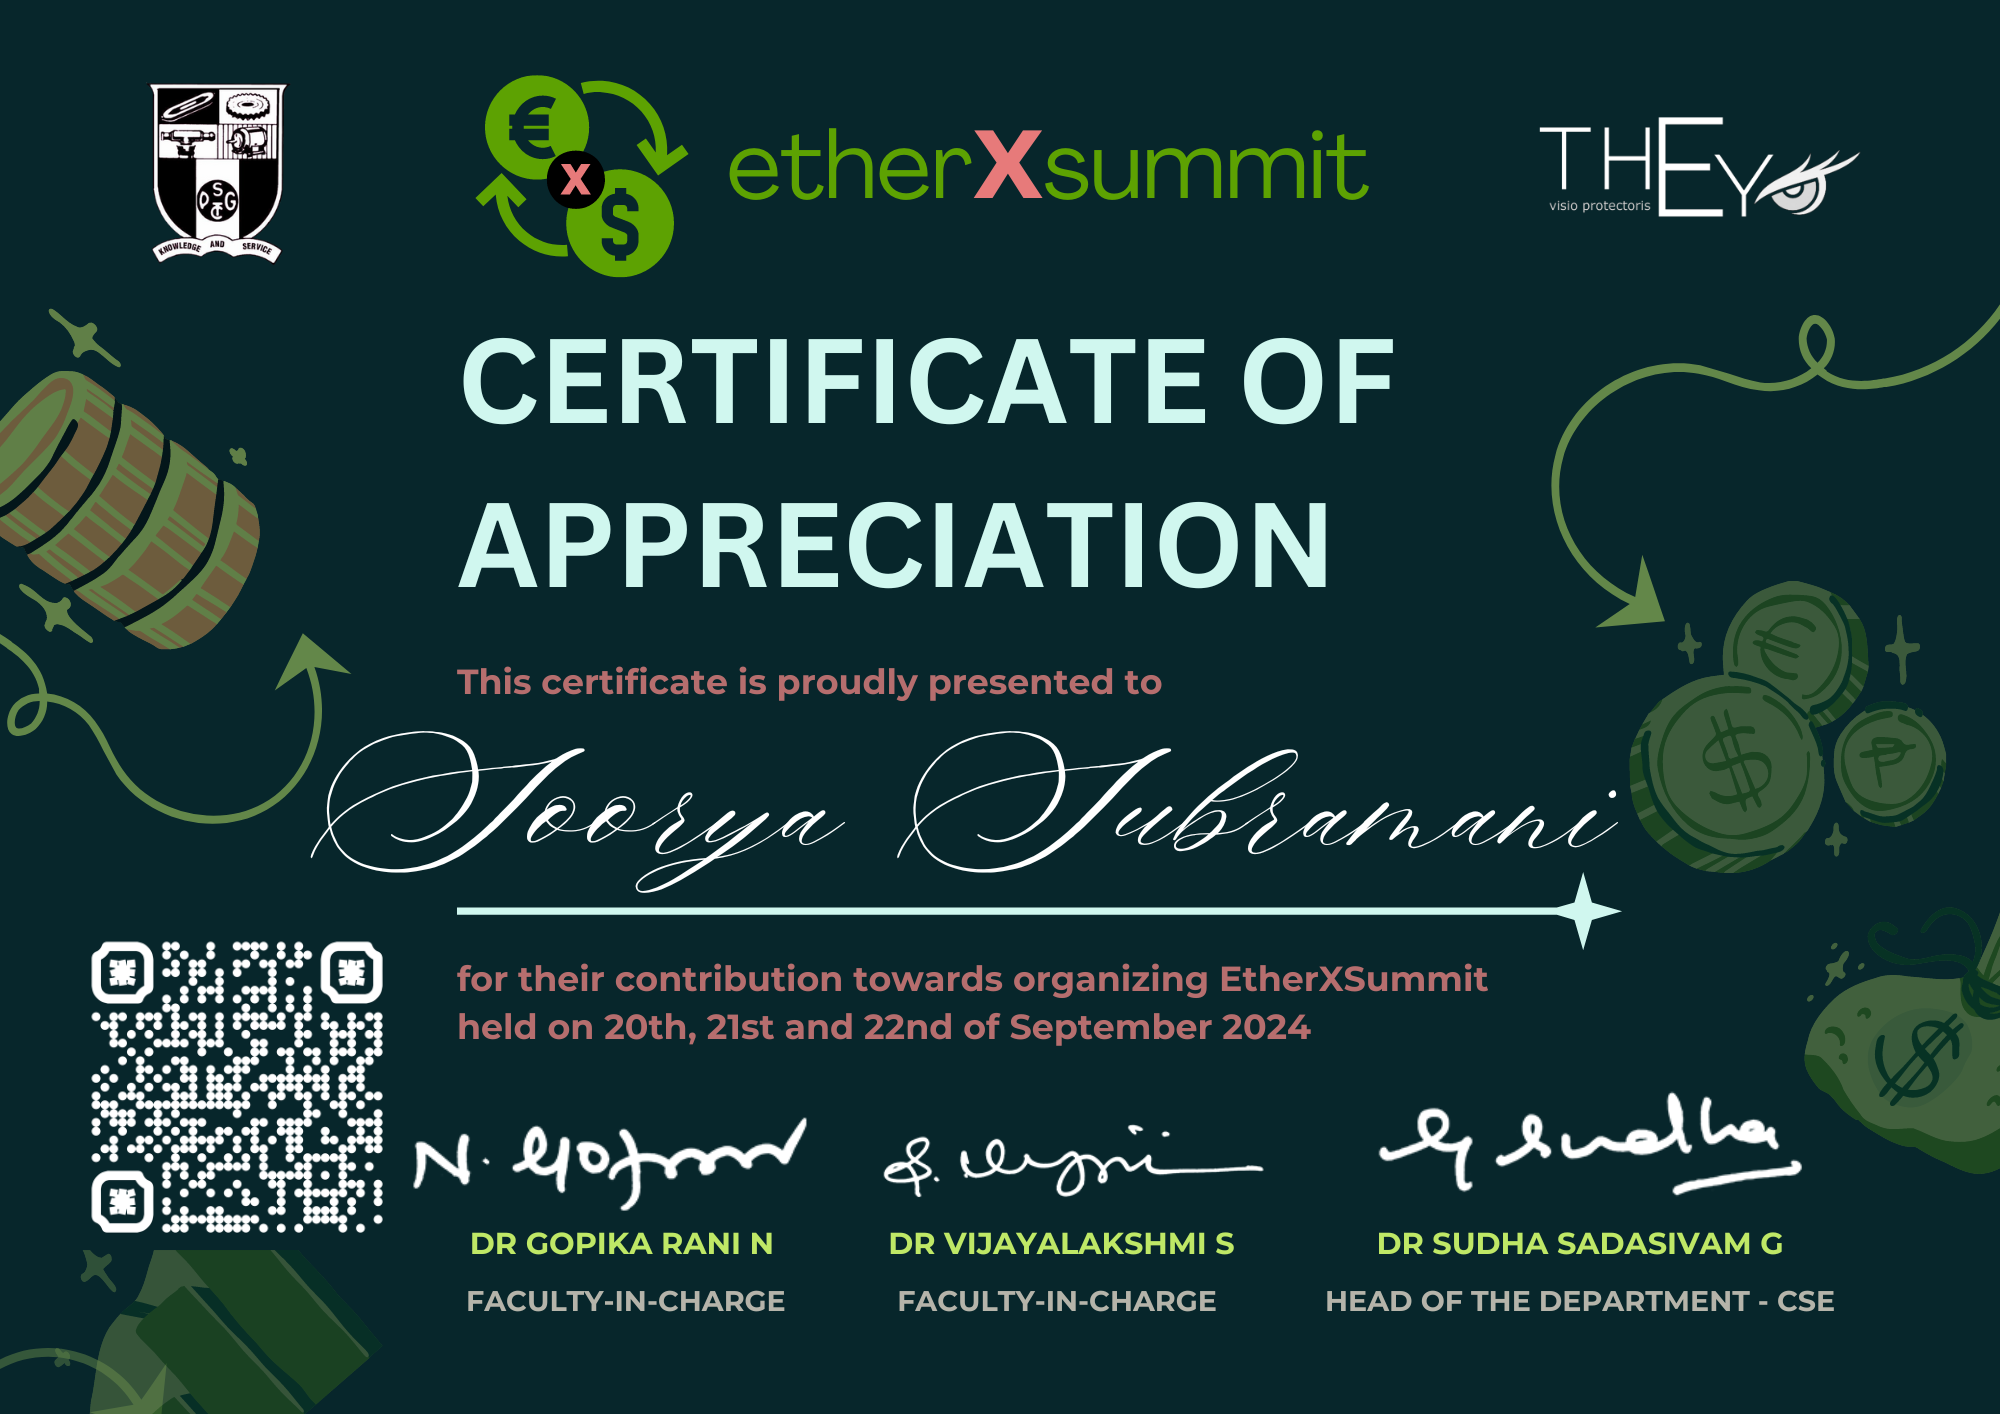 PSG
CT
KNOWLEDGE AND SERVICE
€
X
$
etherXsummit
THEY
visio protectoris
CERTIFICATE OF
APPRECIATION
This certificate is proudly presented to
Soorya Subramani
for their contribution towards organizing EtherXSummit
held on 20th, 21st and 22nd of September 2024
DR GOPIKA RANI N
DR VIJAYALAKSHMI S
DR SUDHA SADASIVAM G
FACULTY-IN-CHARGE
FACULTY-IN-CHARGE
HEAD OF THE DEPARTMENT - CSE